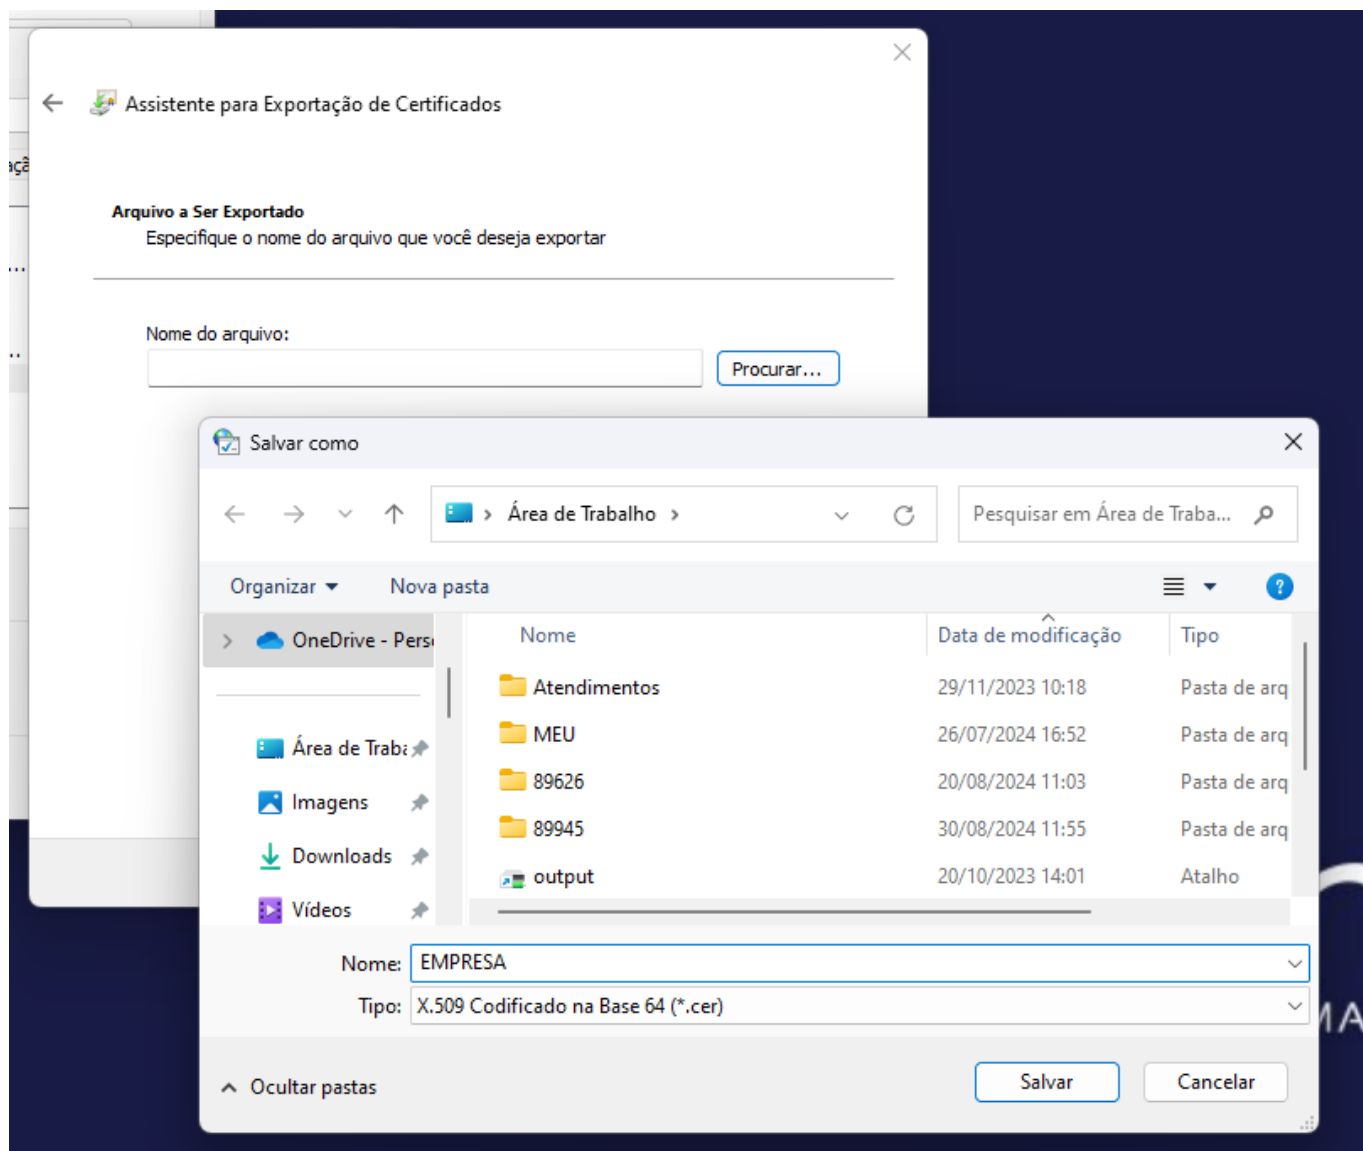 Assistente para Exportação de Certificados
Arquivo a Ser Exportado
Especifique o nome do arquivo que você deseja exportar
...
Nome do arquivo:
..
Procurar...
Salvar como
Área de Trabalho
Pesquisar em Área de Traba...
Organizar
Nova pasta
?
OneDrive - Pers
Nome
Data de modificação
Tipo
Atendimentos
29/11/2023 10:18
Pasta de arq
MEU
26/07/2024 16:52
Pasta de arq
Área de Traba
89626
20/08/2024 11:03
Pasta de arq
Imagens
89945
30/08/2024 11:55
Pasta de arq
Downloads
output
20/10/2023 14:01
Atalho
Vídeos
Nome: EMPRESA
Tipo: X.509 Codificado na Base 64 (*.cer)
MA
Ocultar pastas
Salvar
Cancelar